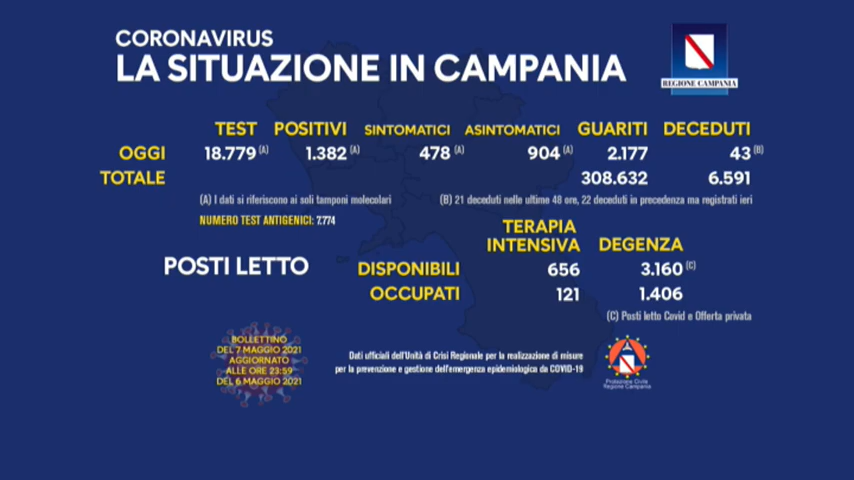 CORONAVIRUS
LA SITUAZIONE IN CAMPANIA
REGIONE CAMPANIA
TEST POSITIVI SINTOMATICI ASINTOMATICI GUARITI DECEDUTI
OGGI 18.779 (A) 1.382 (A) 478 (A) 904 (A) 2.177 43 (B)
TOTALE 308.632 6.591
(A) I dati si riferiscono ai soli tamponi molecolari (B) 21 deceduti nelle ultime 48 ore, 22 deceduti in precedenza ma registrati ieri
NUMERO TEST ANTIGENICI: 7.774
TERAPIA
INTENSIVA DEGENZA
POSTI LETTO DISPONIBILI 656 3.160 (C)
OCCUPATI 121 1.406
(C) Posti letto Covid e Offerta privata
BOLLETTINO
DEL 7 MAGGIO 2021
AGGIORNATO
ALLE ORE 23:59
DEL 6 MAGGIO 2021
Dati ufficiali dell'Unità di Crisi Regionale per la realizzazione di misure
per la prevenzione e gestione dell'emergenza epidemiologica da COVID-19
Protezione Civile
Regione Campania